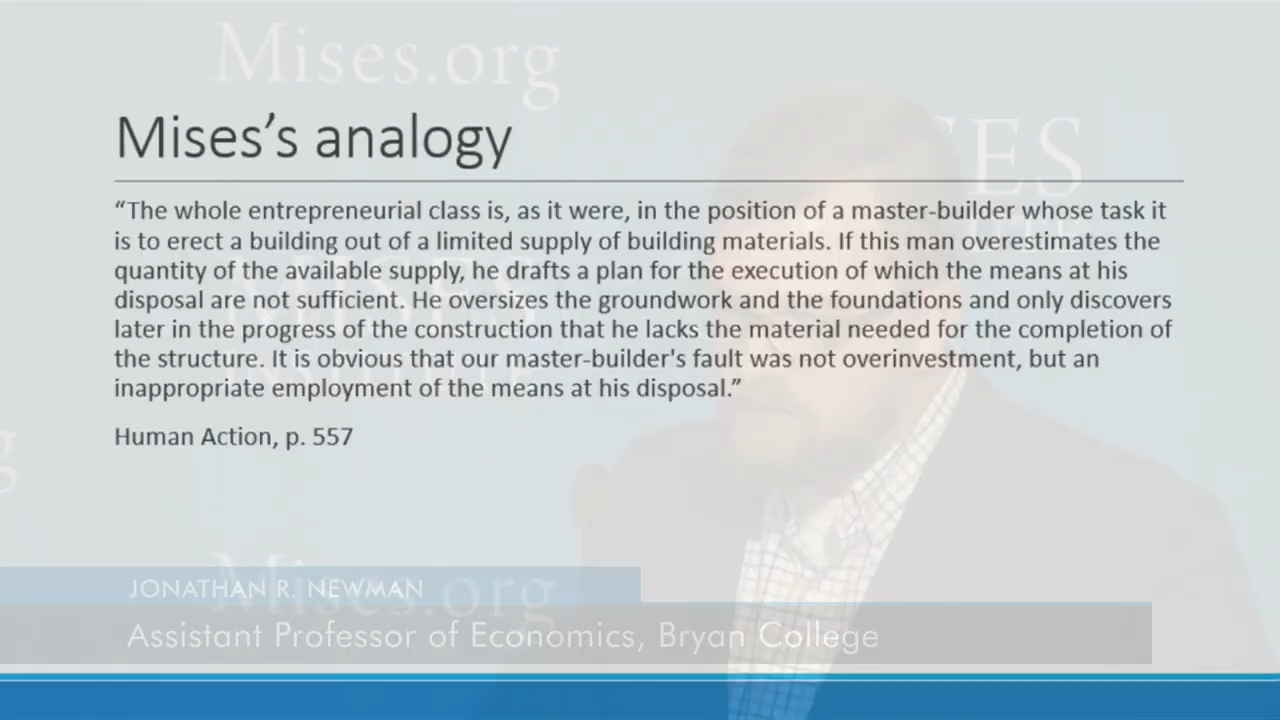 Mises.org
Mises’s analogy
ES
“The whole entrepreneurial class is, as it were, in the position of a master-builder whose task it
is to erect a building out of a limited supply of building materials. If this man overestimates the
quantity of the available supply, he drafts a plan for the execution of which the means at his
disposal are not sufficient. He oversizes the groundwork and the foundations and only discovers
later in the progress of the construction that he lacks the material needed for the completion of
the structure. It is obvious that our master-builder's fault was not overinvestment, but an
inappropriate employment of the means at his disposal.”
Human Action, p. 557
Mises.org
JONATHAN R. NEWMAN
Assistant Professor of Economics, Bryan College